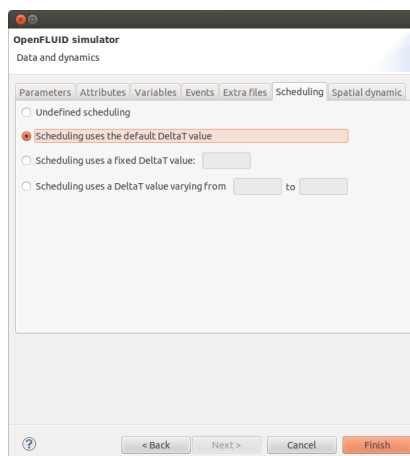 OpenFLUID simulator
Data and dynamics
Parameters Attributes Variables Events Extra files Scheduling Spatial dynamic
Undefined scheduling
Scheduling uses the default DeltaT value
Scheduling uses a fixed DeltaT value:
Scheduling uses a DeltaT value varying from to
? < Back Next > Cancel Finish